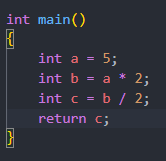 int main()
{
    int a = 5;
    int b = a * 2;
    int c = b / 2;
    return c;
}